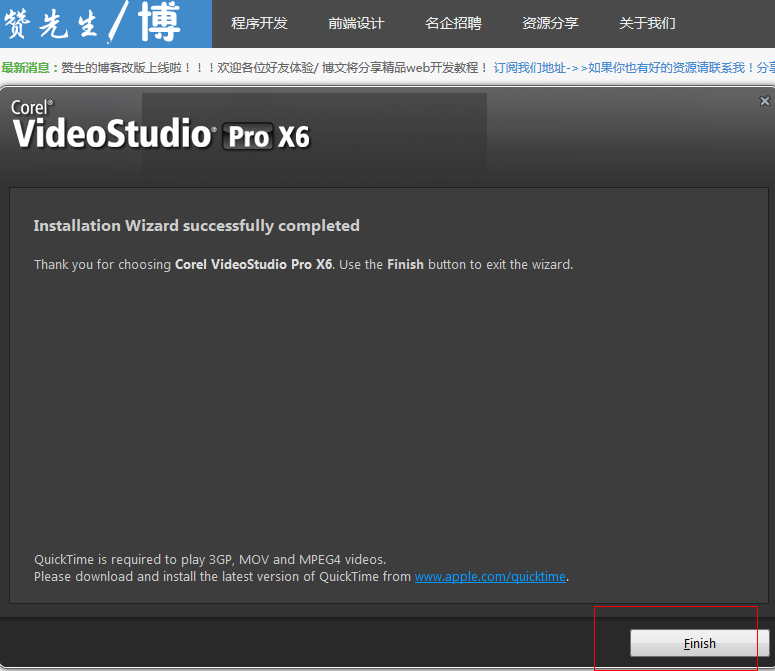 赞先生/博
程序开发 前端设计 名企招聘 资源分享 关于我们
最新消息：赞生的博客改版上线啦！！！欢迎各位好友体验/ 博文将分享精品web开发教程！ 订阅我们地址->>如果你也有好的资源请联系我！分享
Corel®
VideoStudio® Pro X6
Installation Wizard successfully completed
Thank you for choosing Corel VideoStudio Pro X6. Use the Finish button to exit the wizard.
QuickTime is required to play 3GP, MOV and MPEG4 videos.
Please download and install the latest version of QuickTime from www.apple.com/quicktime.
Finish